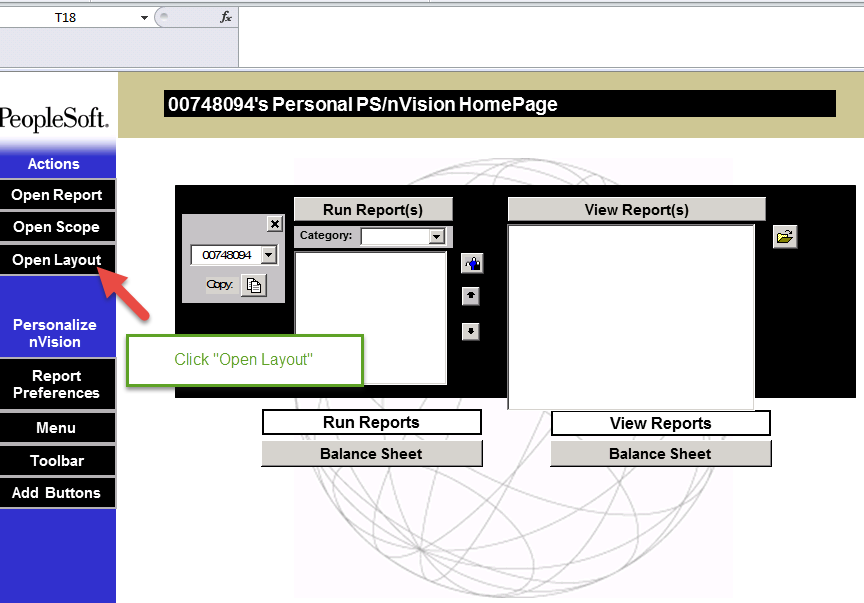 T18
fx
PeopleSoft.
00748094's Personal PS/nVision HomePage
Actions
Open Report
Open Scope
Open Layout
Personalize
nVision
Report
Preferences
Menu
Toolbar
Add Buttons
Run Report(s)
Category:
00748094
Copy:
View Report(s)
Click "Open Layout"
Run Reports
Balance Sheet
View Reports
Balance Sheet